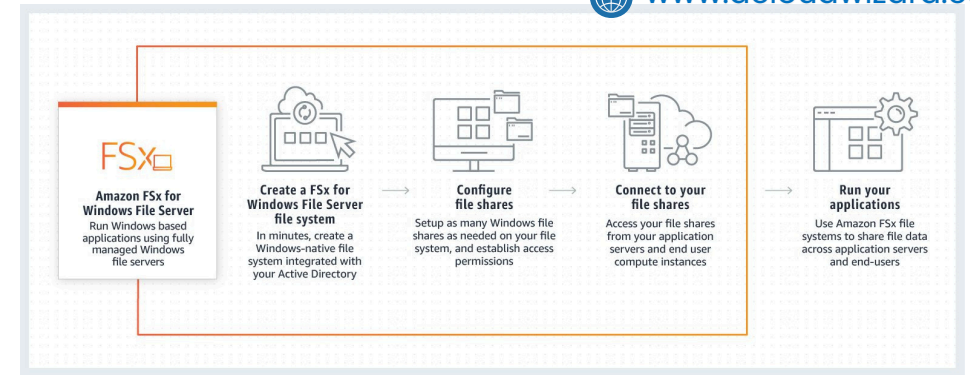 FSx
Amazon FSx for
Windows File Server
Run Windows based
applications using fully
managed Windows
file servers
Create a FSx for
Windows File Server
file system
In minutes, create a
Windows-native file
system integrated with
your Active Directory
Configure
file shares
Setup as many Windows file
shares as needed on your file
system, and establish access
permissions
Connect to your
file shares
Access your file shares
from your application
servers and end user
compute instances
Run your
applications
Use Amazon FSx file
systems to share file data
across application servers
and end-users